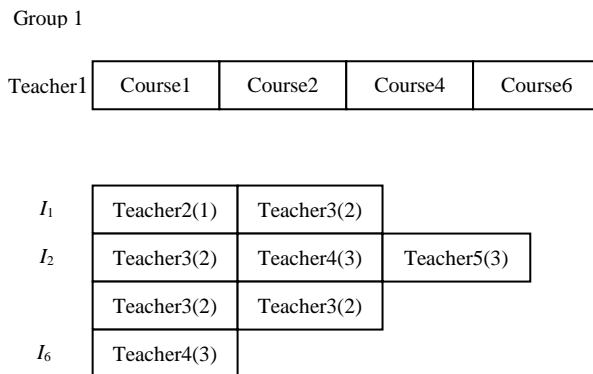 Group 1
Teacher1 Course1 Course2 Course4 Course6
I1 Teacher2(1) Teacher3(2)
I2 Teacher3(2) Teacher4(3) Teacher5(3)
Teacher3(2) Teacher3(2)
I6 Teacher4(3)